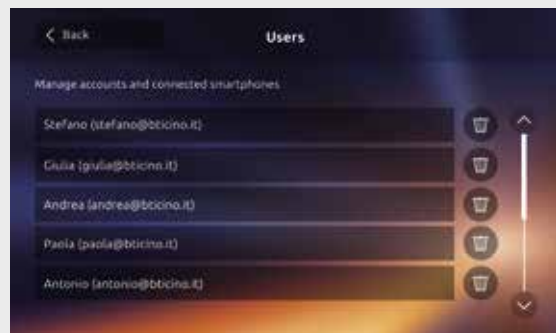 Back
Users
Manage accounts and connected smartphones
Stefano (stefano@bticino.it)
Giulia (giulia@bticino.it)
Andrea (andrea@bticino.it)
Paola (paola@bticino.it)
Antonio (antonio@bticino.it)